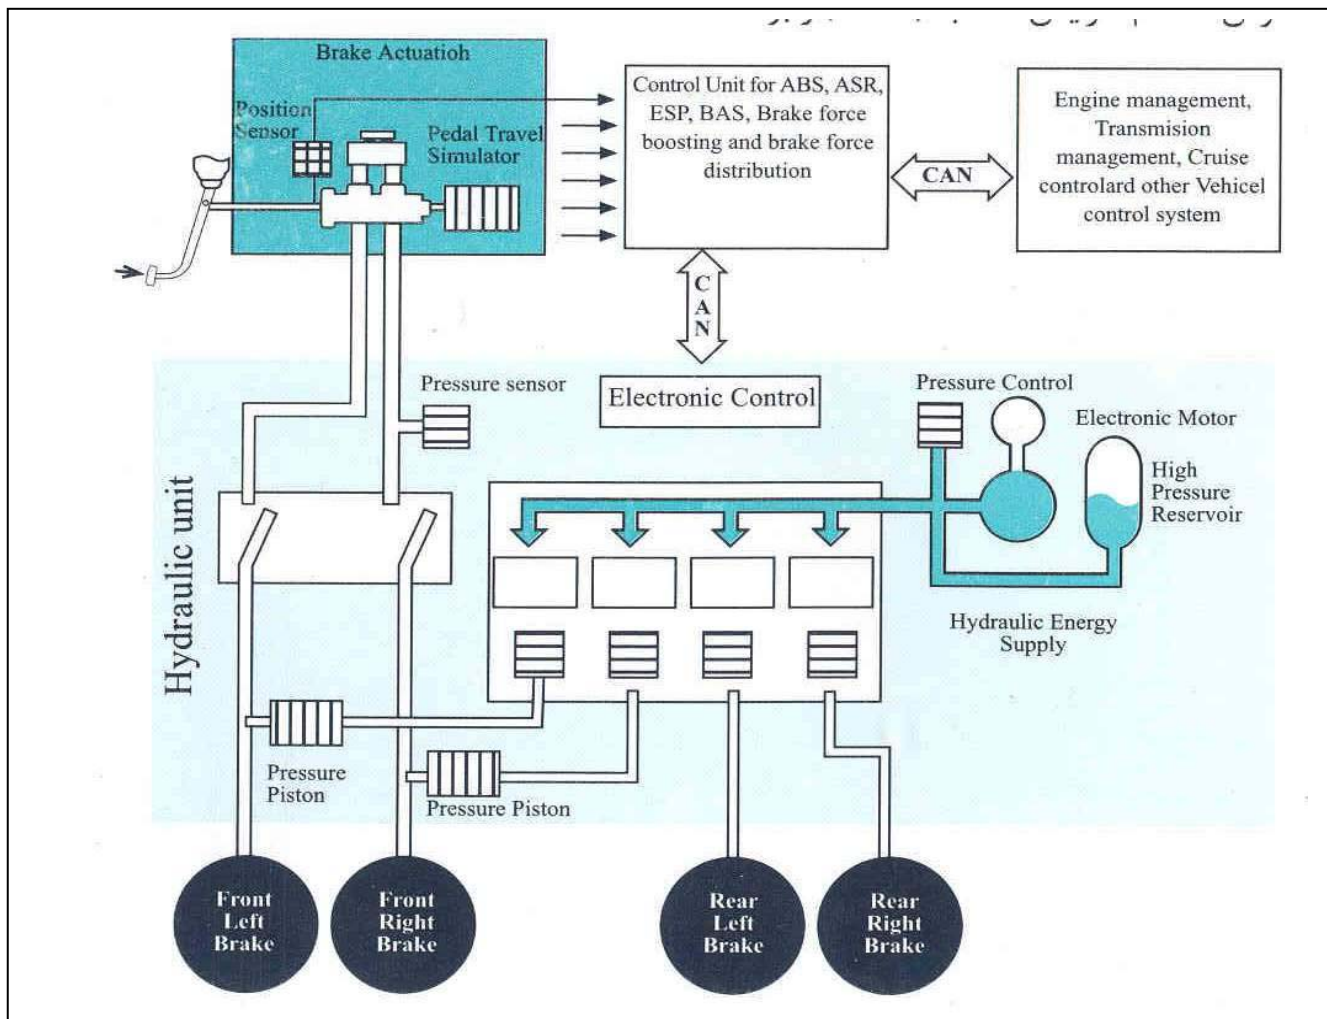 Brake Actuatioh
Position
Sensor
Pedal Travel
Simulator
Control Unit for ABS, ASR,
ESP, BAS, Brake force
boosting and brake force
distribution
CAN
Engine management,
Transmision
management, Cruise
controlard other Vehicel
control system
CAN
Pressure sensor
Electronic Control
Pressure Control
Electronic Motor
High
Pressure
Reservoir
Hydraulic unit
Hydraulic Energy
Supply
Pressure
Piston
Pressure Piston
Front
Left
Brake
Front
Right
Brake
Rear
Left
Brake
Rear
Right
Brake